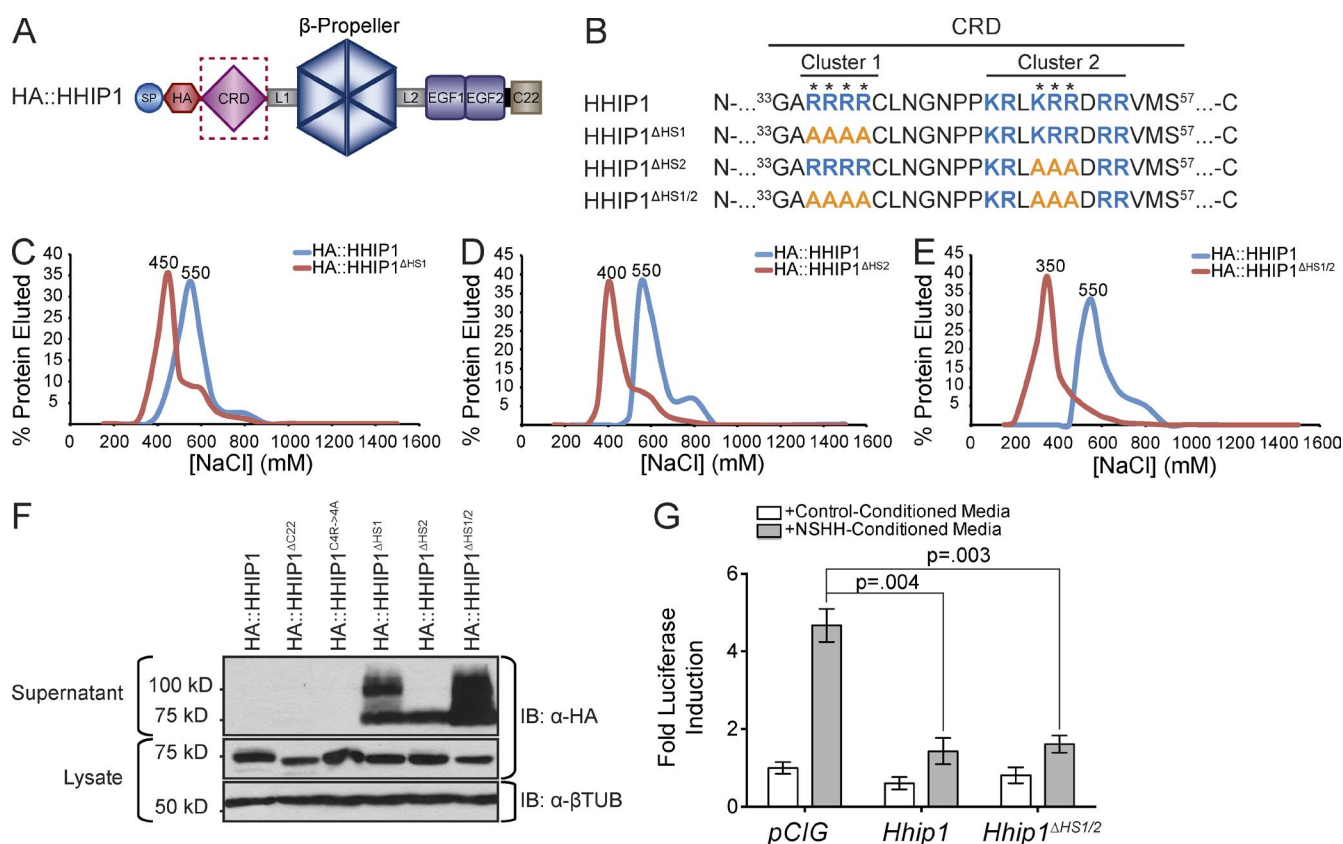 A
β-Propeller
HA::HHIP1
SP
HA
CRD
L1
L2
EGF1
EGF2
C22
B
CRD
Cluster 1
Cluster 2
* * * *
* * *
HHIP1 N-...³³GARRRRCLNGNPPKRLKRRDRRVMS⁵⁷...-C
HHIP1ΔHS1 N-...³³GAAAAACLNGNPPKRLKRRDRRVMS⁵⁷...-C
HHIP1ΔHS2 N-...³³GARRRRCLNGNPPKRLAAADRRVMS⁵⁷...-C
HHIP1ΔHS1/2 N-...³³GAAAAACLNGNPPKRLAAADRRVMS⁵⁷...-C
C
% Protein Eluted
40
35
30
25
20
15
10
5
450
550
HA::HHIP1
HA::HHIP1ΔHS1
0 200 400 600 800 1000 1200 1400 1600
[NaCl] (mM)
D
% Protein Eluted
45
40
35
30
25
20
15
10
5
400
550
HA::HHIP1
HA::HHIP1ΔHS2
0 200 400 600 800 1000 1200 1400 1600
[NaCl] (mM)
E
% Protein Eluted
45
40
35
30
25
20
15
10
5
350
550
HA::HHIP1
HA::HHIP1ΔHS1/2
0 200 400 600 800 1000 1200 1400 1600
[NaCl] (mM)
F
HA::HHIP1
HA::HHIP1ΔC22
HA::HHIP1C4R->4A
HA::HHIP1ΔHS1
HA::HHIP1ΔHS2
HA::HHIP1ΔHS1/2
Supernatant
100 kD
75 kD
Lysate
75 kD
50 kD
IB: α-HA
IB: α-βTUB
G
+Control-Conditioned Media
+NSHH-Conditioned Media
p=.003
p=.004
Fold Luciferase
Induction
6
4
2
0
pCIG
Hhip1
Hhip1ΔHS1/2